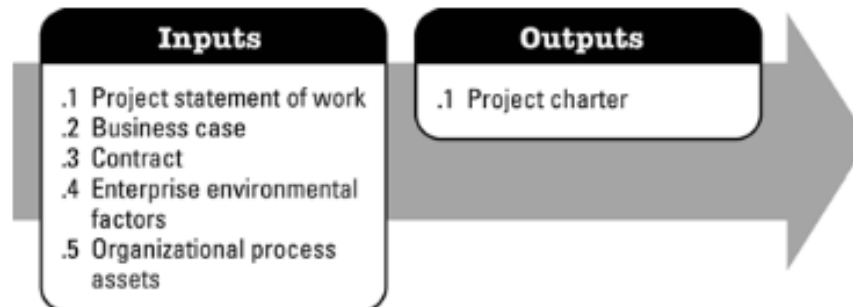 Inputs
.1 Project statement of work
.2 Business case
.3 Contract
.4 Enterprise environmental
factors
.5 Organizational process
assets
Outputs
.1 Project charter